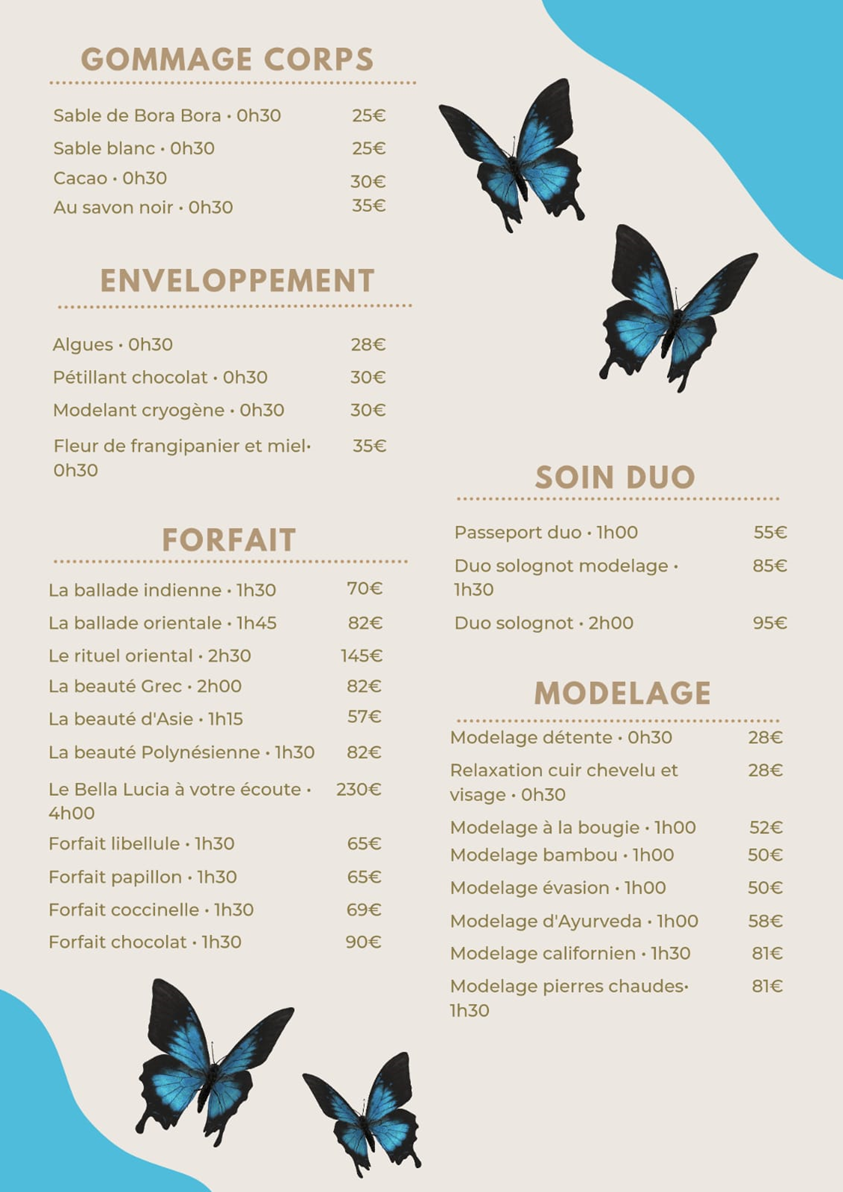 GOMMAGE CORPS
Sable de Bora Bora • 0h30 25€
Sable blanc • 0h30 25€
Cacao • 0h30 30€
Au savon noir • 0h30 35€
ENVELOPPEMENT
Algues • 0h30 28€
Pétillant chocolat • 0h30 30€
Modelant cryogène • 0h30 30€
Fleur de frangipanier et miel• 35€
0h30
FORFAIT
La ballade indienne • 1h30 70€
La ballade orientale • 1h45 82€
Le rituel oriental • 2h30 145€
La beauté Grec • 2h00 82€
La beauté d'Asie • 1h15 57€
La beauté Polynésienne • 1h30 82€
Le Bella Lucia à votre écoute • 230€
4h00
Forfait libellule • 1h30 65€
Forfait papillon • 1h30 65€
Forfait coccinelle • 1h30 69€
Forfait chocolat • 1h30 90€
SOIN DUO
Passeport duo • 1h00 55€
Duo solognot modelage • 85€
1h30
Duo solognot • 2h00 95€
MODELAGE
Modelage détente • 0h30 28€
Relaxation cuir chevelu et 28€
visage • 0h30
Modelage à la bougie • 1h00 52€
Modelage bambou • 1h00 50€
Modelage évasion • 1h00 50€
Modelage d'Ayurveda • 1h00 58€
Modelage californien • 1h30 81€
Modelage pierres chaudes• 81€
1h30